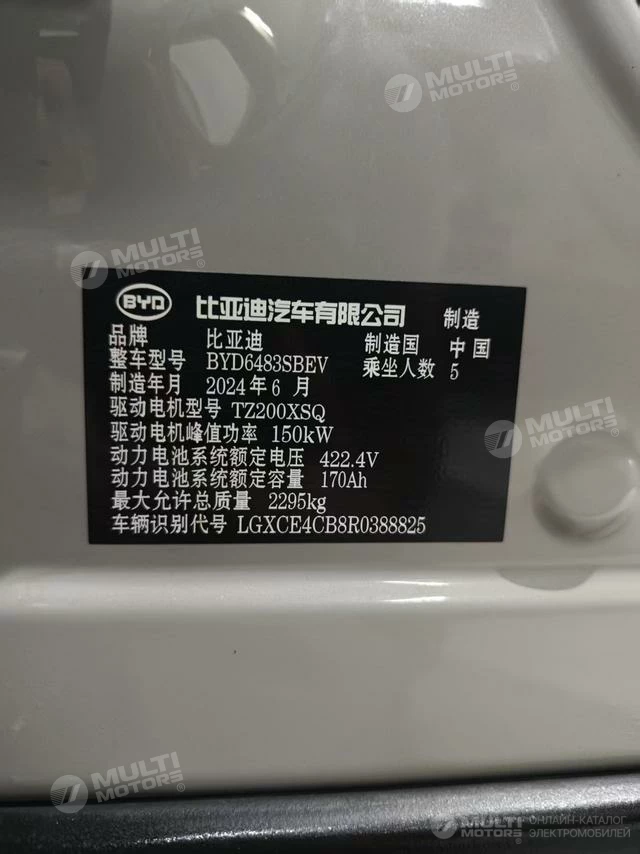 MULTI
MOTORS®
MULTI
MOTORS®
BYD 比亚迪汽车有限公司 制造
品牌 比亚迪 制造国 中国
整车型号 BYD6483SBEV 乘坐人数 5
制造年月 2024年6月
驱动电机型号 TZ200XSQ
驱动电机峰值功率 150kW
动力电池系统额定电压 422.4V
动力电池系统额定容量 170Ah
最大允许总质量 2295kg
车辆识别代号 LGXCE4CB8R0388825
MULTI
MOTORS®
MULTI
MOTORS®
MULTI
MOTORS®
ОНЛАЙН-КАТАЛОГ
ЭЛЕКТРОМОБИЛЕЙ